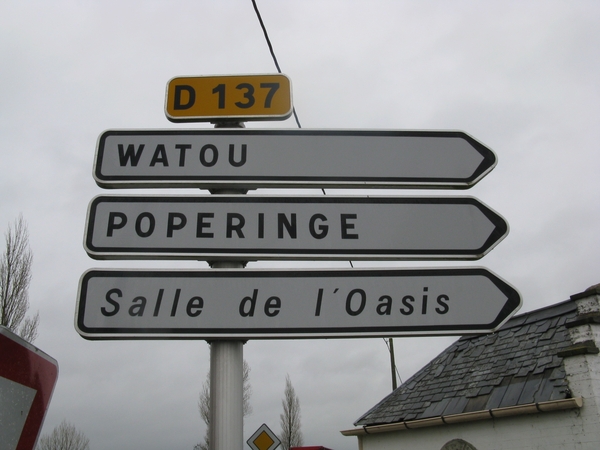 D 137
WATOU
POPERINGE
Salle de l'Oasis